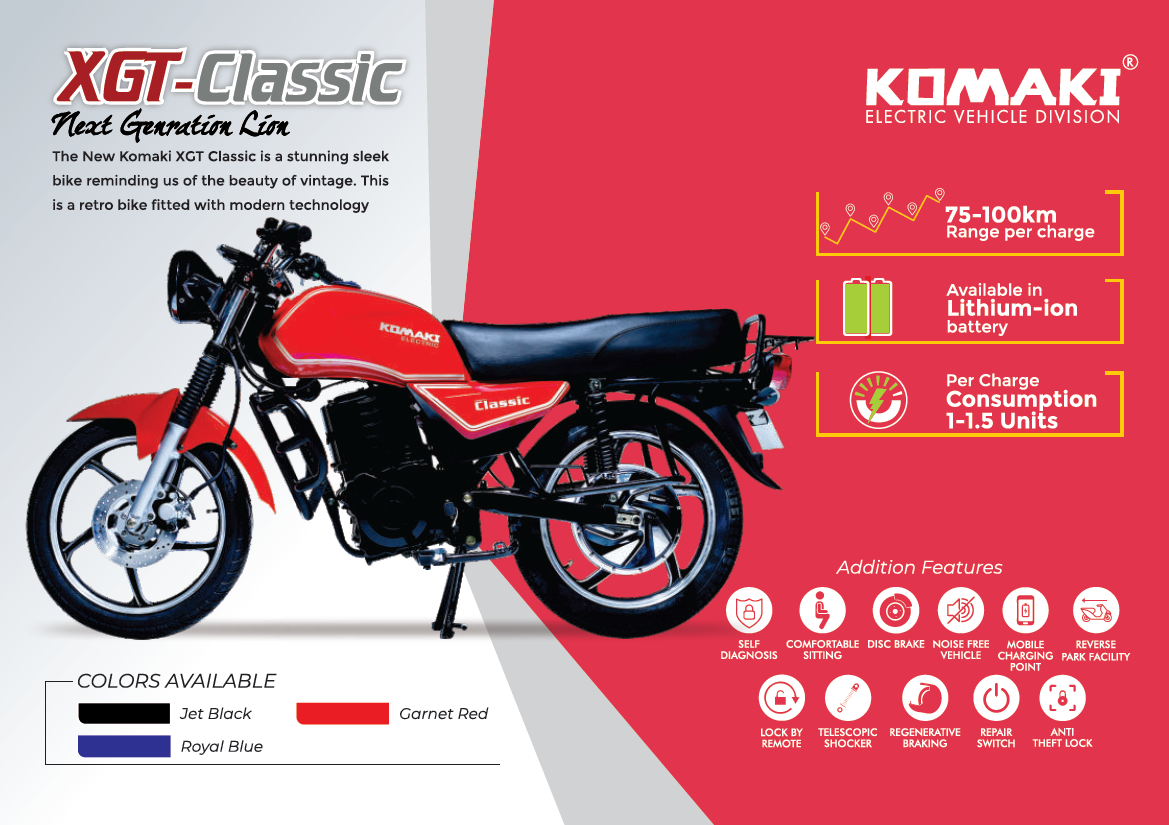 XGT-Classic
Next Genration Lion
The New Komaki XGT Classic is a stunning sleek
bike reminding us of the beauty of vintage. This
is a retro bike fitted with modern technology
KOMAKI®
ELECTRIC VEHICLE DIVISION
75-100km
Range per charge
Available in
Lithium-ion
battery
Per Charge
Consumption
1-1.5 Units
KOMAKI
ELECTRIC
Classic
Addition Features
SELF
DIAGNOSIS
COMFORTABLE
SITTING
DISC BRAKE
NOISE FREE
VEHICLE
MOBILE
CHARGING
POINT
REVERSE
PARK FACILITY
LOCK BY
REMOTE
TELESCOPIC
SHOCKER
REGENERATIVE
BRAKING
REPAIR
SWITCH
ANTI
THEFT LOCK
COLORS AVAILABLE
Jet Black
Garnet Red
Royal Blue